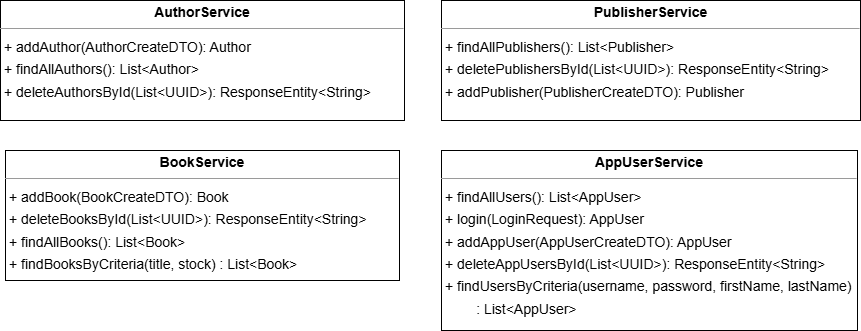 AuthorService
+ addAuthor(AuthorCreateDTO): Author
+ findAllAuthors(): List<Author>
+ deleteAuthorsById(List<UUID>): ResponseEntity<String>
PublisherService
+ findAllPublishers(): List<Publisher>
+ deletePublishersById(List<UUID>): ResponseEntity<String>
+ addPublisher(PublisherCreateDTO): Publisher
BookService
+ addBook(BookCreateDTO): Book
+ deleteBooksById(List<UUID>): ResponseEntity<String>
+ findAllBooks(): List<Book>
+ findBooksByCriteria(title, stock) : List<Book>
AppUserService
+ findAllUsers(): List<AppUser>
+ login(LoginRequest): AppUser
+ addAppUser(AppUserCreateDTO): AppUser
+ deleteAppUsersById(List<UUID>): ResponseEntity<String>
+ findUsersByCriteria(username, password, firstName, lastName)
: List<AppUser>